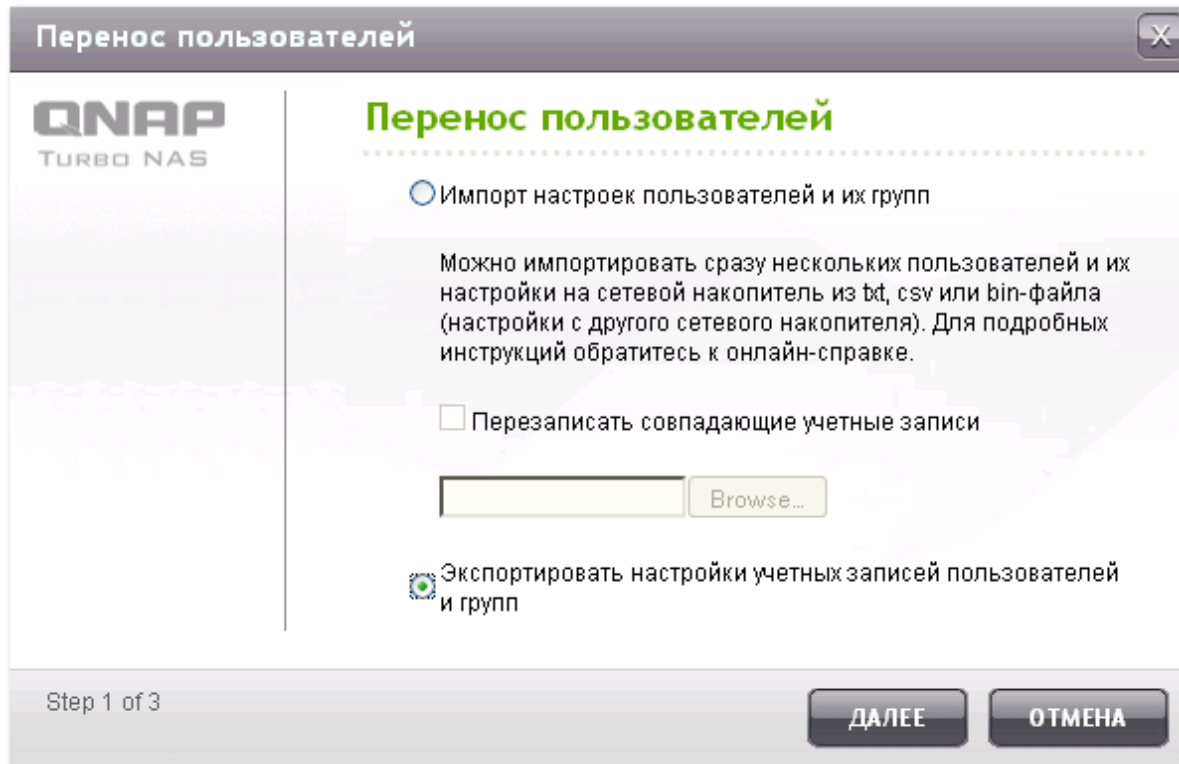 Перенос пользователей
X
QNAP
TURBO NAS
Перенос пользователей
Импорт настроек пользователей и их групп
Можно импортировать сразу нескольких пользователей и их
настройки на сетевой накопитель из txt, csv или bin-файла
(настройки с другого сетевого накопителя). Для подробных
инструкций обратитесь к онлайн-справке.
Перезаписать совпадающие учетные записи
Browse...
Экспортировать настройки учетных записей пользователей
и групп
Step 1 of 3
ДАЛЕЕ
ОТМЕНА